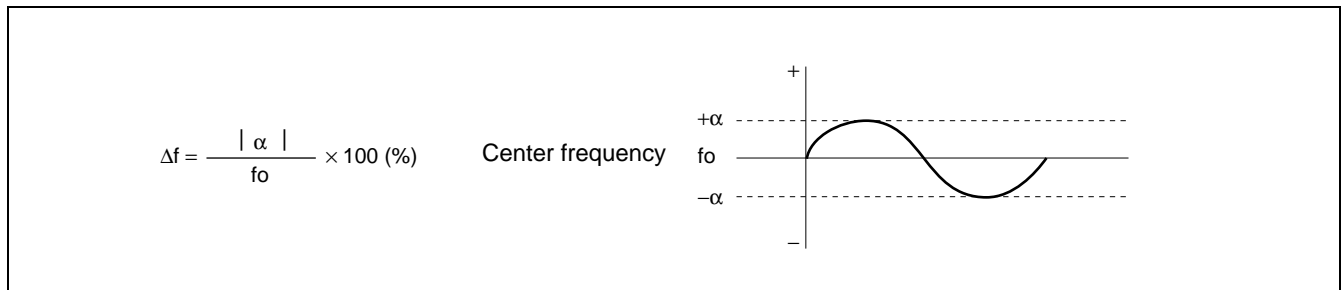 Δf = | α | / fo × 100 (%)
Center frequency
+
+α
fo
−α
−